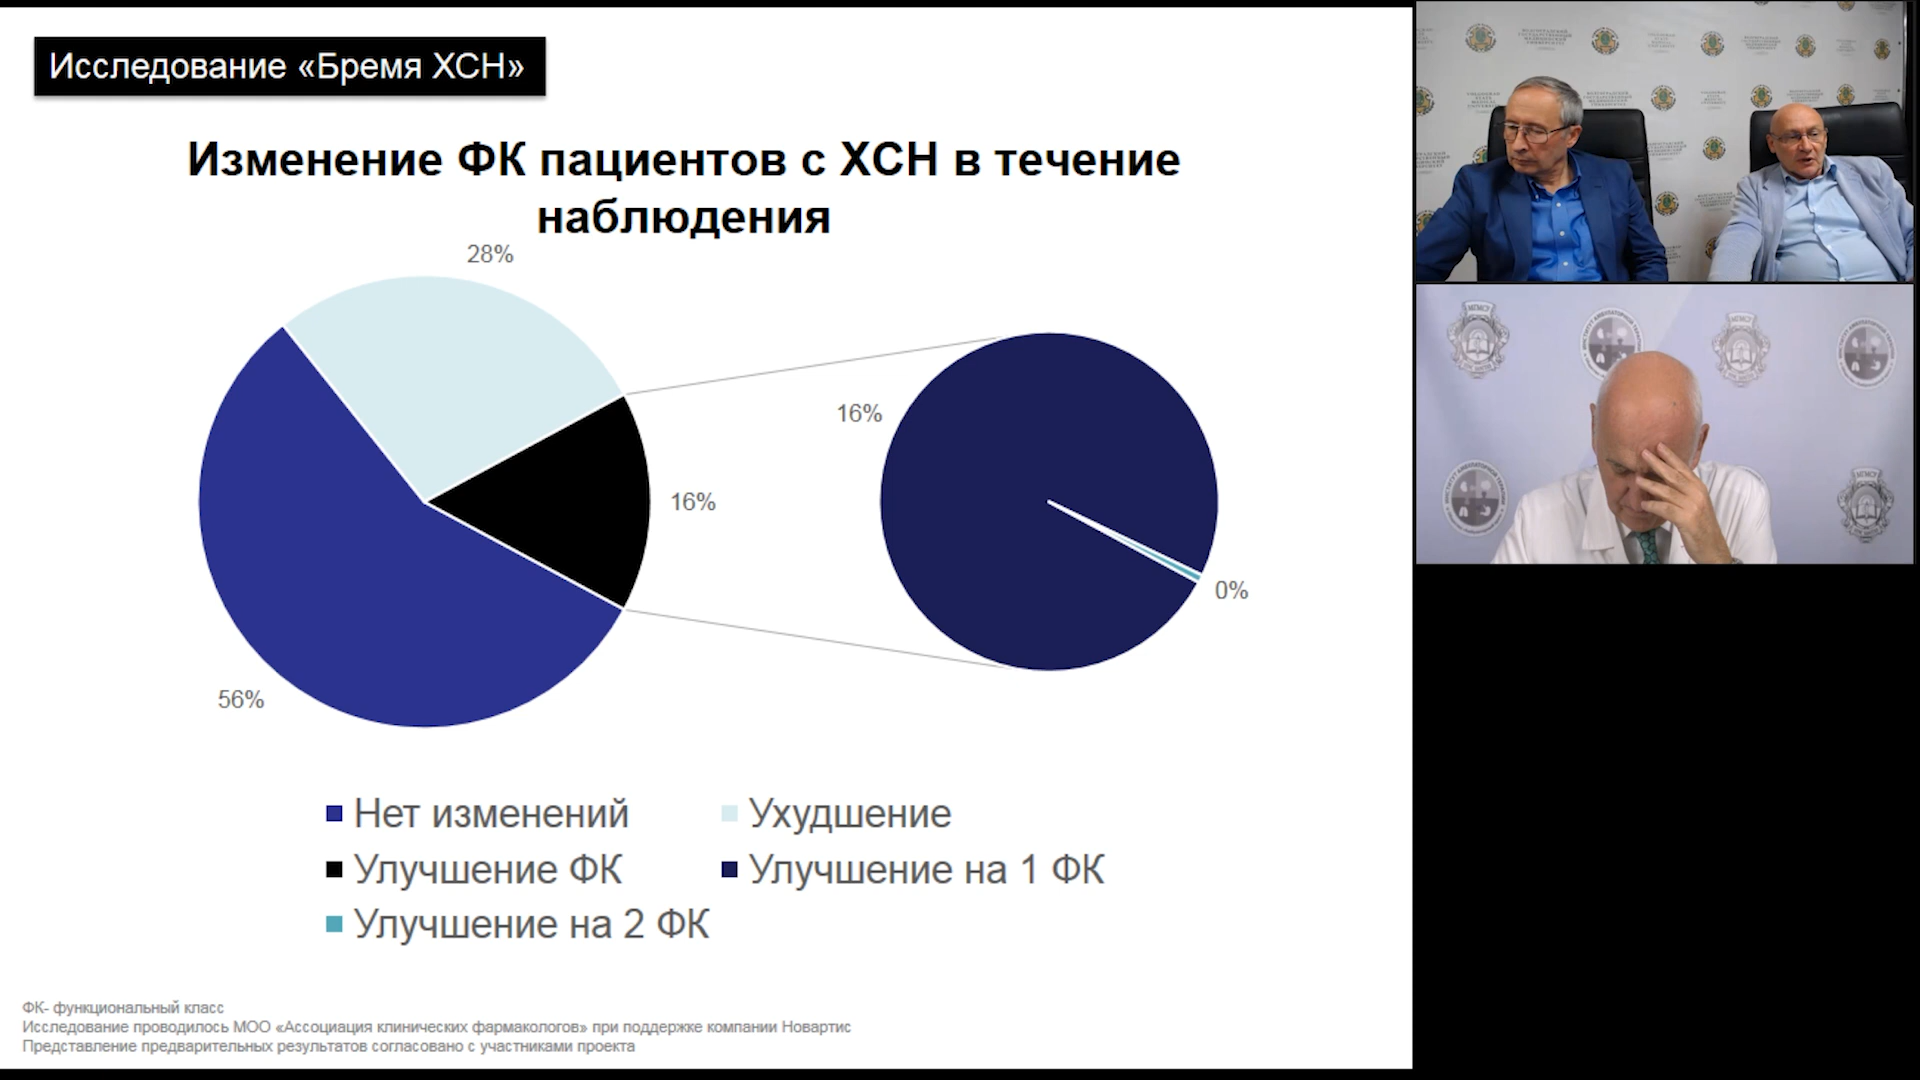 Исследование «Бремя ХСН»
Изменение ФК пациентов с ХСН в течение
наблюдения
28%
16%
56%
16%
0%
Нет изменений
Ухудшение
Улучшение ФК
Улучшение на 1 ФК
Улучшение на 2 ФК
ФК- функциональный класс
Исследование проводилось МОО «Ассоциация клинических фармакологов» при поддержке компании Новартис
Представление предварительных результатов согласовано с участниками проекта